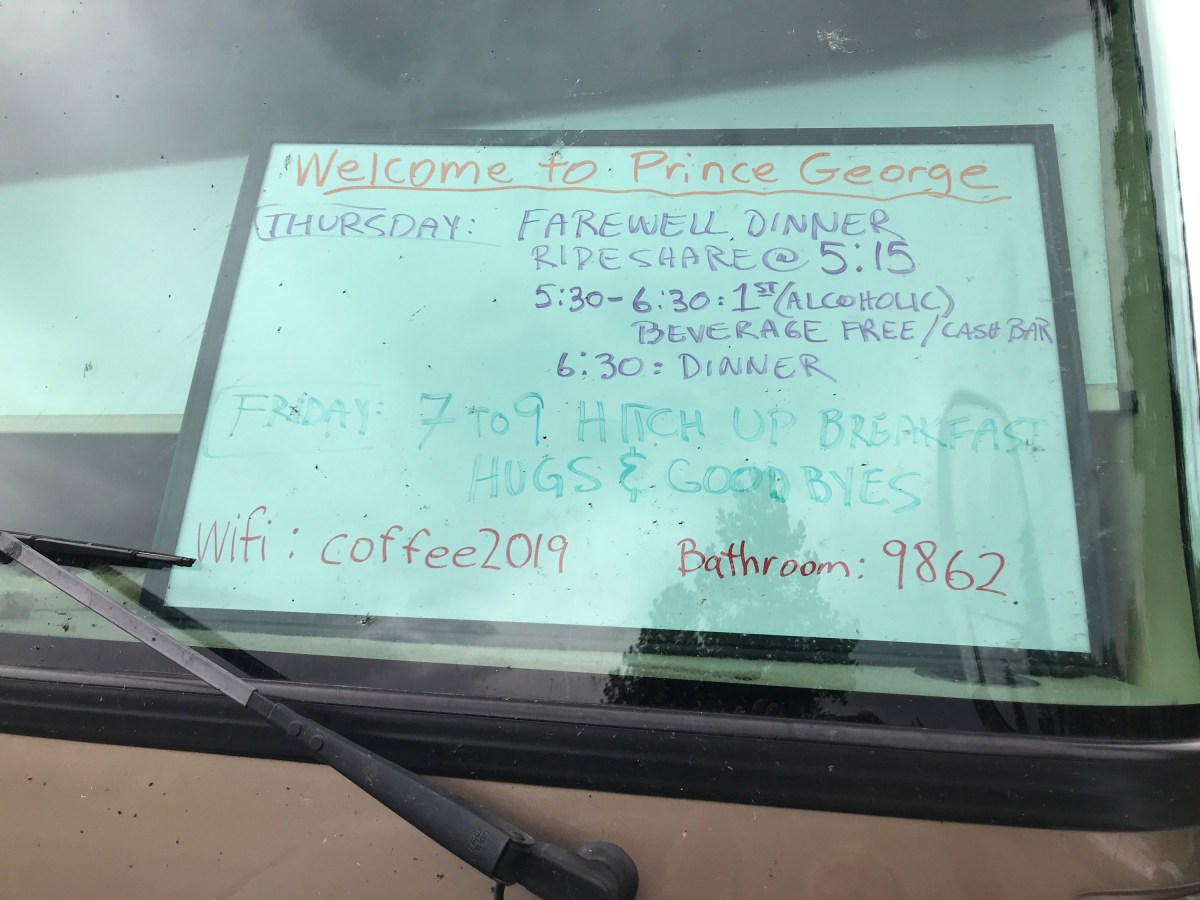 Welcome to Prince George
THURSDAY: FAREWELL DINNER
RIDESHARE @ 5:15
5:30-6:30: 1ST (ALCOHOLIC)
BEVERAGE FREE/CASH BAR
6:30: DINNER
FRIDAY: 7 TO 9 HITCH UP BREAKFAST
HUGS & GOODBYES
Wifi: coffee2019 Bathroom: 9862